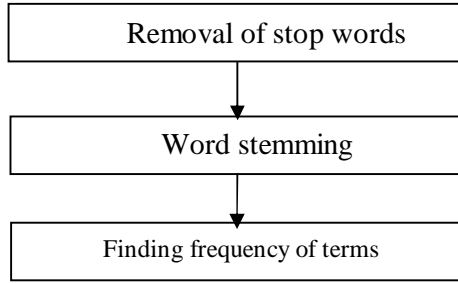 Removal of stop words
Word stemming
Finding frequency of terms